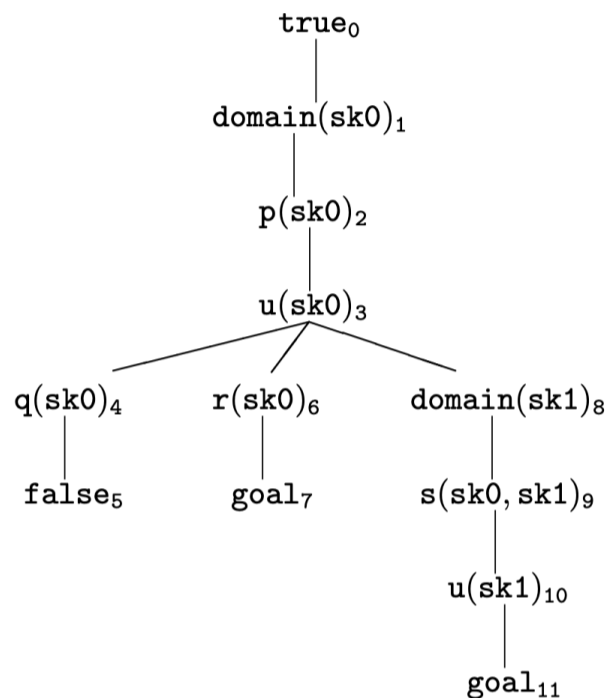 true₀
domain(sk0)₁
p(sk0)₂
u(sk0)₃
q(sk0)₄ r(sk0)₆ domain(sk1)₈
false₅ goal₇ s(sk0, sk1)₉
u(sk1)₁₀
goal₁₁